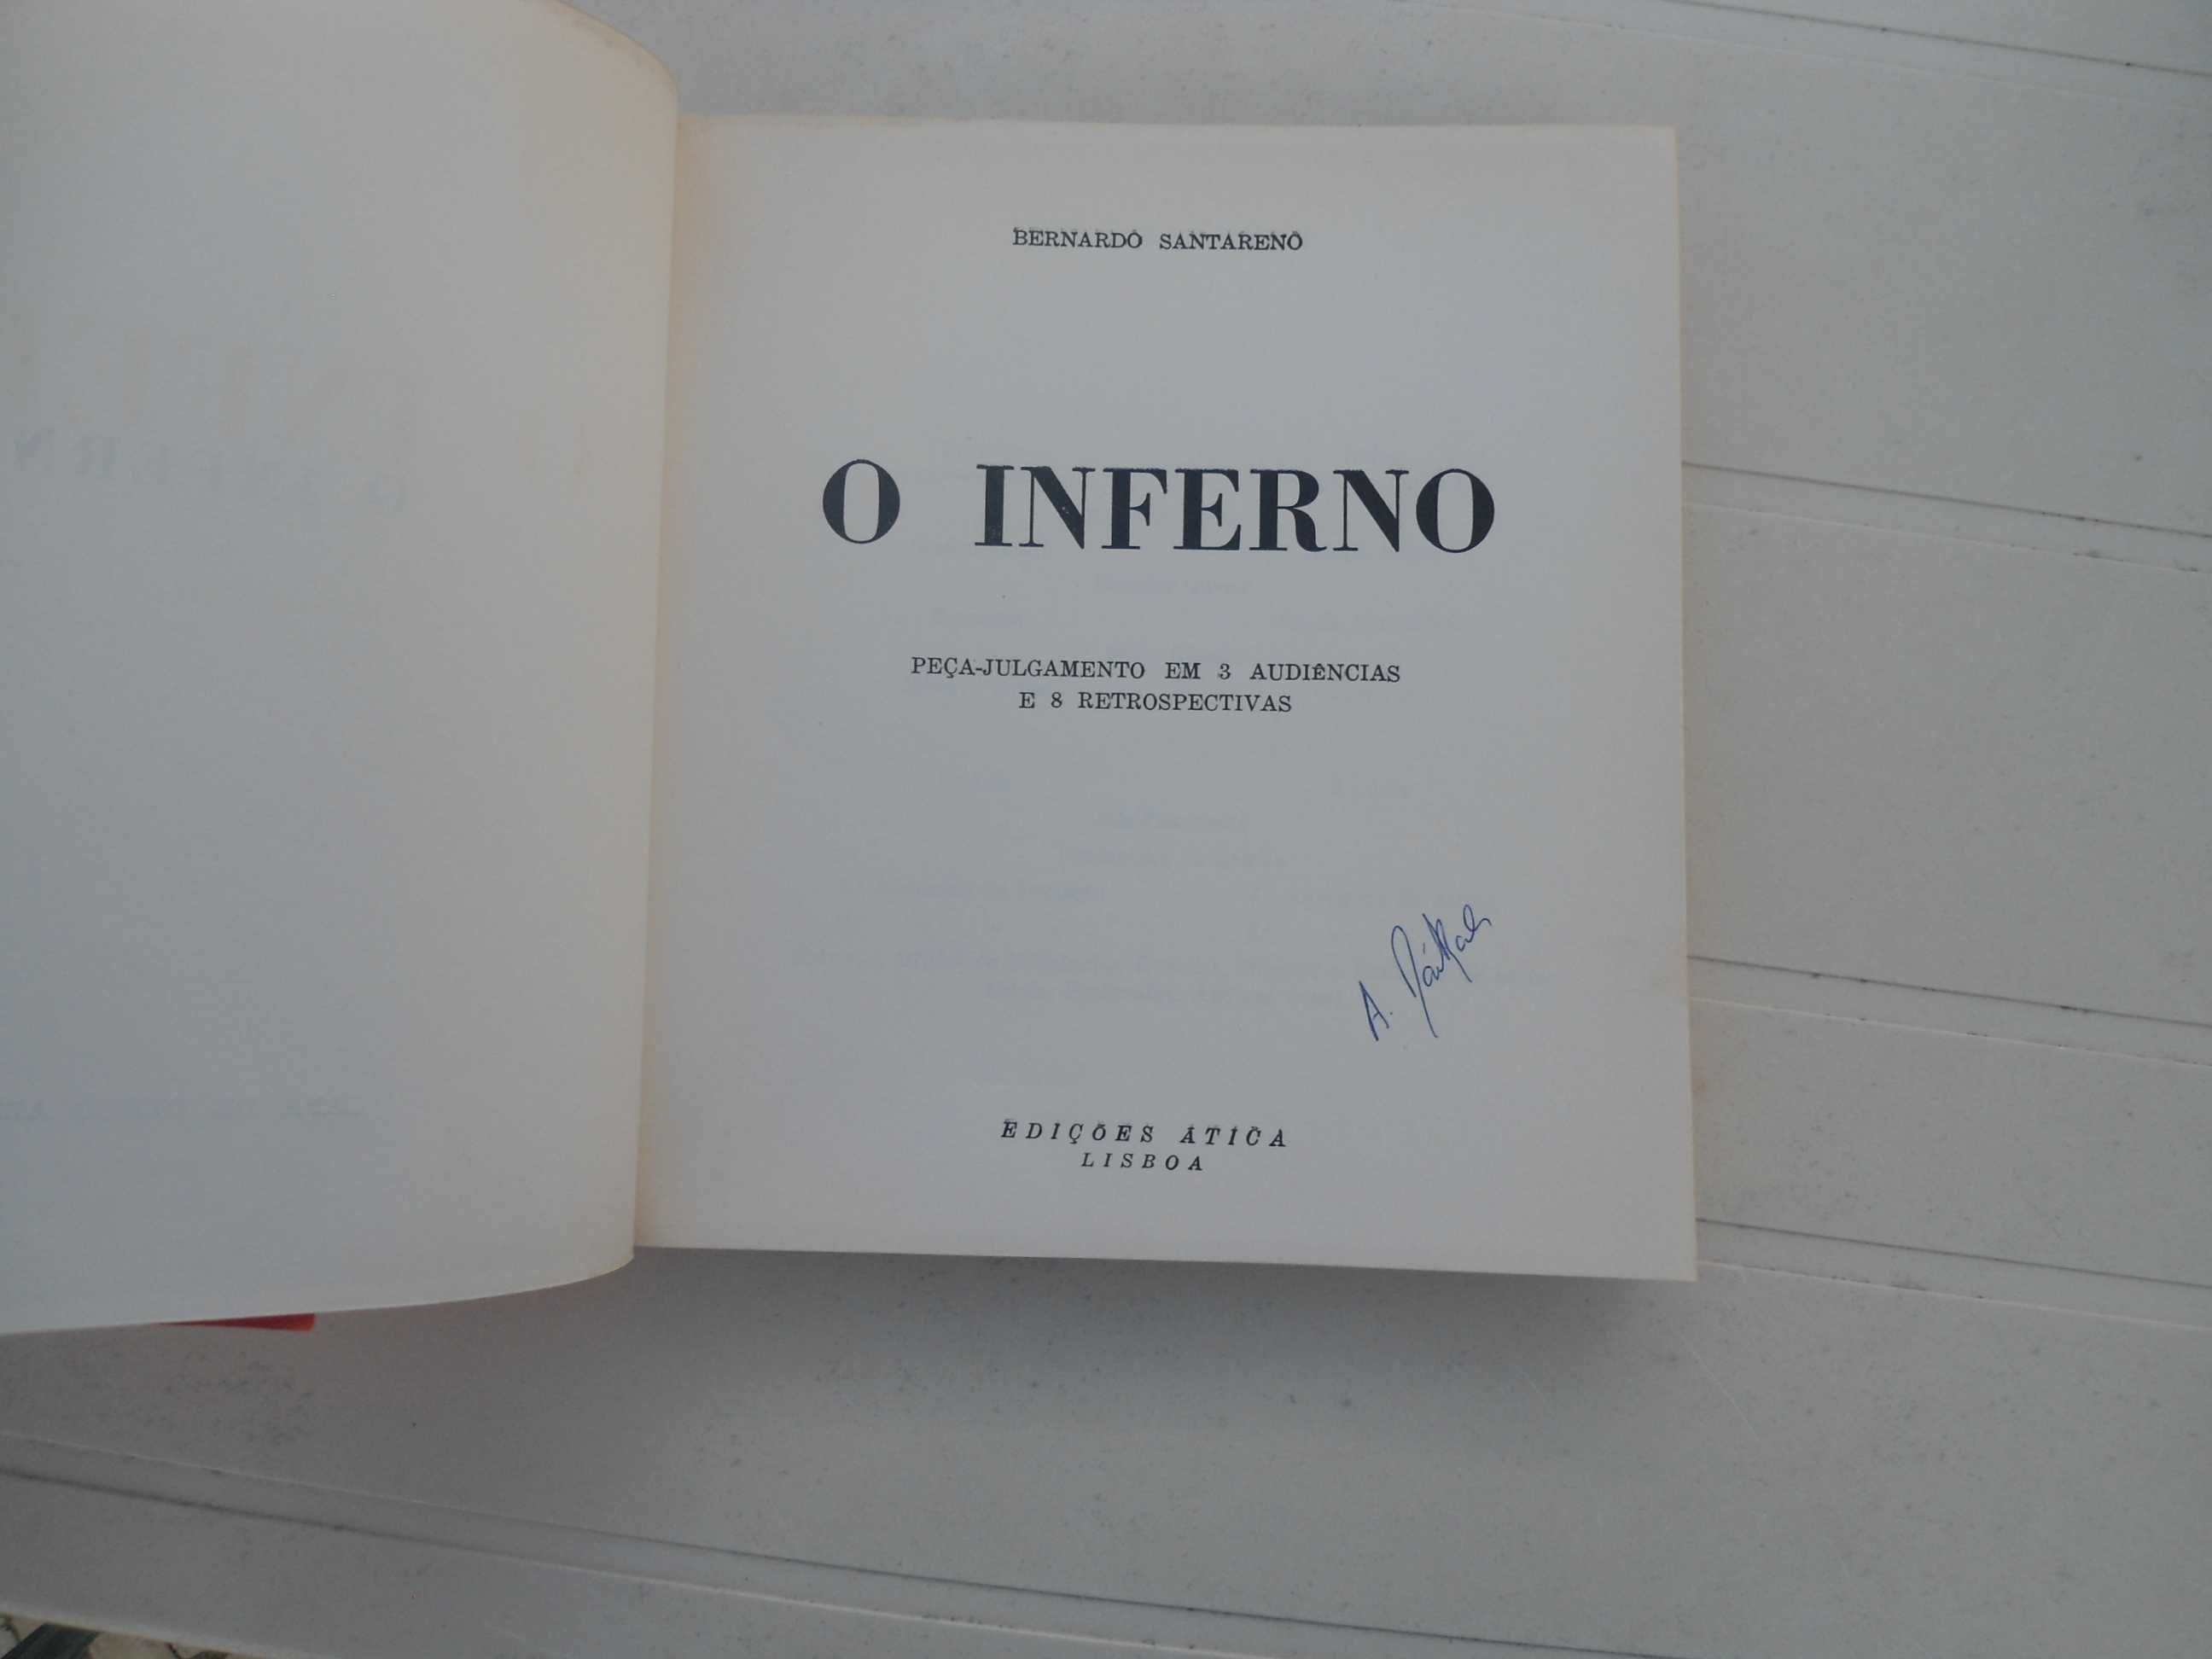 BERNARDO SANTARENO
O INFERNO
PEÇA-JULGAMENTO EM 3 AUDIÊNCIAS
E 8 RETROSPECTIVAS
A.
EDIÇÕES ÁTICA
LISBOA